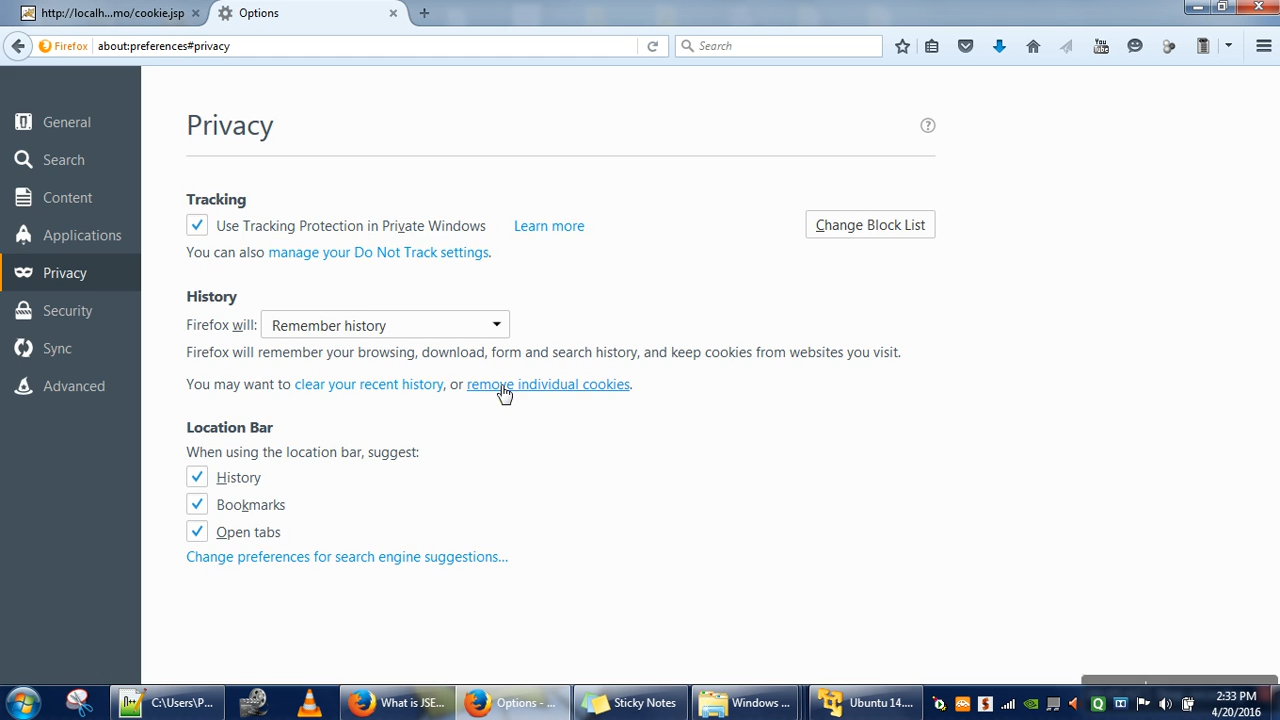 http://localh...mo/cookie.jsp
Options
Firefox
about:preferences#privacy
Search
You Tube
General
Search
Content
Applications
Privacy
Security
Sync
Advanced
Privacy
Tracking
Use Tracking Protection in Private Windows Learn more
Change Block List
You can also manage your Do Not Track settings.
History
Firefox will: Remember history
Firefox will remember your browsing, download, form and search history, and keep cookies from websites you visit.
You may want to clear your recent history, or remove individual cookies.
Location Bar
When using the location bar, suggest:
History
Bookmarks
Open tabs
Change preferences for search engine suggestions...
C:\Users\P...
What is JSE...
Options - ...
Sticky Notes
Windows ...
Ubuntu 14....
2:33 PM
4/20/2016